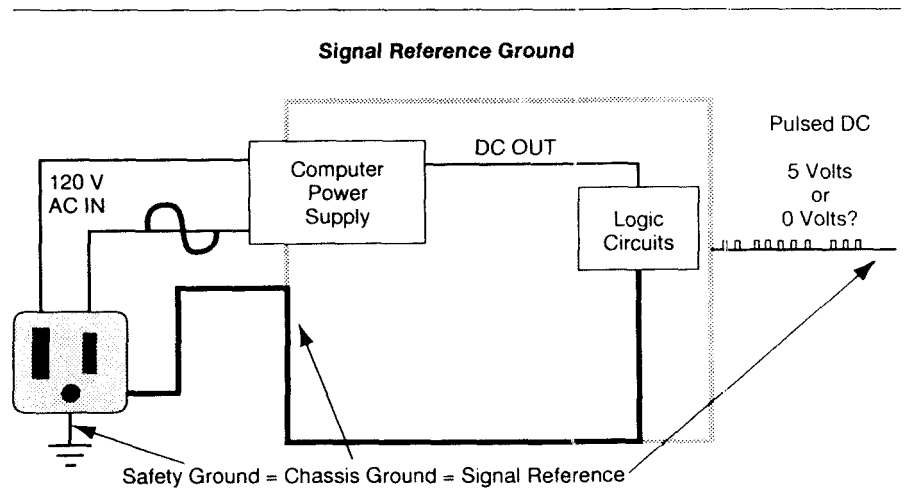 Signal Reference Ground
120 V
AC IN
Computer
Power
Supply
DC OUT
Logic
Circuits
Pulsed DC
5 Volts
or
0 Volts?
Safety Ground = Chassis Ground = Signal Reference